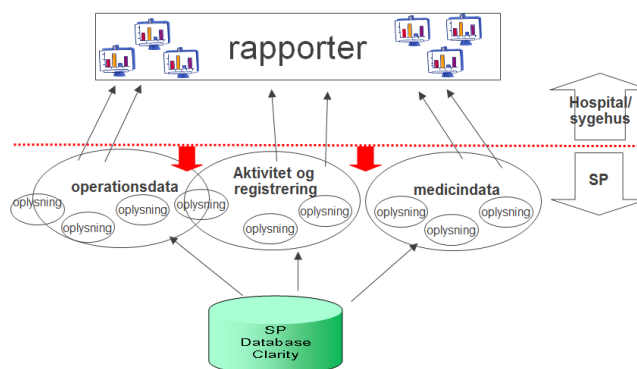 rapporter
Hospital/
sygehus
Aktivitet og
registrering
operationsdata
medicindata
SP
oplysning
oplysning
oplysning
oplysning
oplysning
oplysning
oplysning
oplysning
oplysning
SP
Database
Clarity